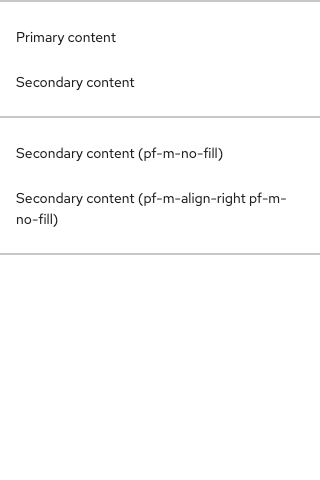 Primary content
Secondary content
Secondary content (pf-m-no-fill)
Secondary content (pf-m-align-right pf-m-
no-fill)